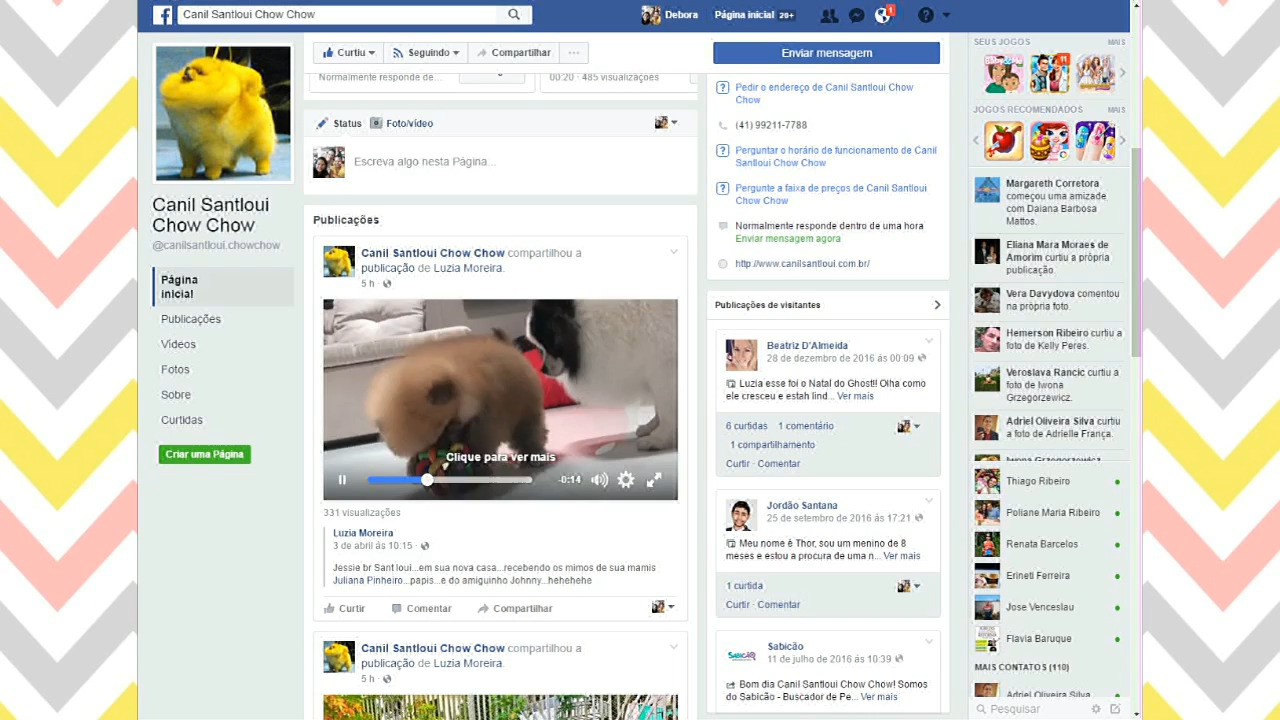 Canil Santloui Chow Chow
Debora
Página inicial 20+
1
Curtiu
Seguindo
Compartilhar
...
Enviar mensagem
Normalmente responde de...
00:20 · 485 visualizações
Status
Foto/vídeo
Escreva algo nesta Página...
Canil Santloui
Chow Chow
@canilsantloui.chowchow
Página
inicial
Publicações
Vídeos
Fotos
Sobre
Curtidas
Criar uma Página
Publicações
Canil Santloui Chow Chow compartilhou a
publicação de Luzia Moreira.
5 h ·
Clique para ver mais
-0:14
331 visualizações
Luzia Moreira
3 de abril às 10:15 ·
Jessie br Sant loui...em sua nova casa...recebendo os mimos de sua mamis
Juliana Pinheiro...papis...e do amiguinho Johnny...hehehehe
Curtir
Comentar
Compartilhar
Canil Santloui Chow Chow compartilhou a
publicação de Luzia Moreira.
5 h ·
Pedir o endereço de Canil Santloui Chow
Chow
(41) 99211-7788
Perguntar o horário de funcionamento de Canil
Santloui Chow Chow
Pergunte a faixa de preços de Canil Santloui
Chow Chow
Normalmente responde dentro de uma hora
Enviar mensagem agora
http://www.canilsantloui.com.br/
Publicações de visitantes
Beatriz D'Almeida
28 de dezembro de 2016 às 00:09
Luzia esse foi o Natal do Ghost!! Olha como
ele cresceu e estah lind... Ver mais
6 curtidas 1 comentário
1 compartilhamento
Curtir · Comentar
Jordão Santana
25 de setembro de 2016 às 17:21
Meu nome é Thor, sou um menino de 8
meses e estou a procura de uma n... Ver mais
1 curtida
Curtir · Comentar
SABICÃO
Sabicão
11 de julho de 2016 às 10:39
Bom dia Canil Santloui Chow Chow! Somos
do Sabicão - Buscador de Pe... Ver mais
SEUS JOGOS
MAIS
11
JOGOS RECOMENDADOS
MAIS
Margareth Corretora
começou uma amizade
com Daiana Barbosa
Mattos.
Eliana Mara Moraes de
Amorim curtiu a própria
publicação.
Vera Davydova comentou
na própria foto.
Hemerson Ribeiro curtiu a
foto de Kelly Peres.
Veroslava Rancic curtiu a
foto de Iwona
Grzegorzewicz.
Adriel Oliveira Silva curtiu
a foto de Adrielle França.
Iwona Grzegorzewicz
Thiago Ribeiro
Poliane Maria Ribeiro
Renata Barcelos
Erineti Ferreira
Jose Venceslau
Flavia Baruque
MAIS CONTATOS (110)
Adriel Oliveira Silva
Pesquisar